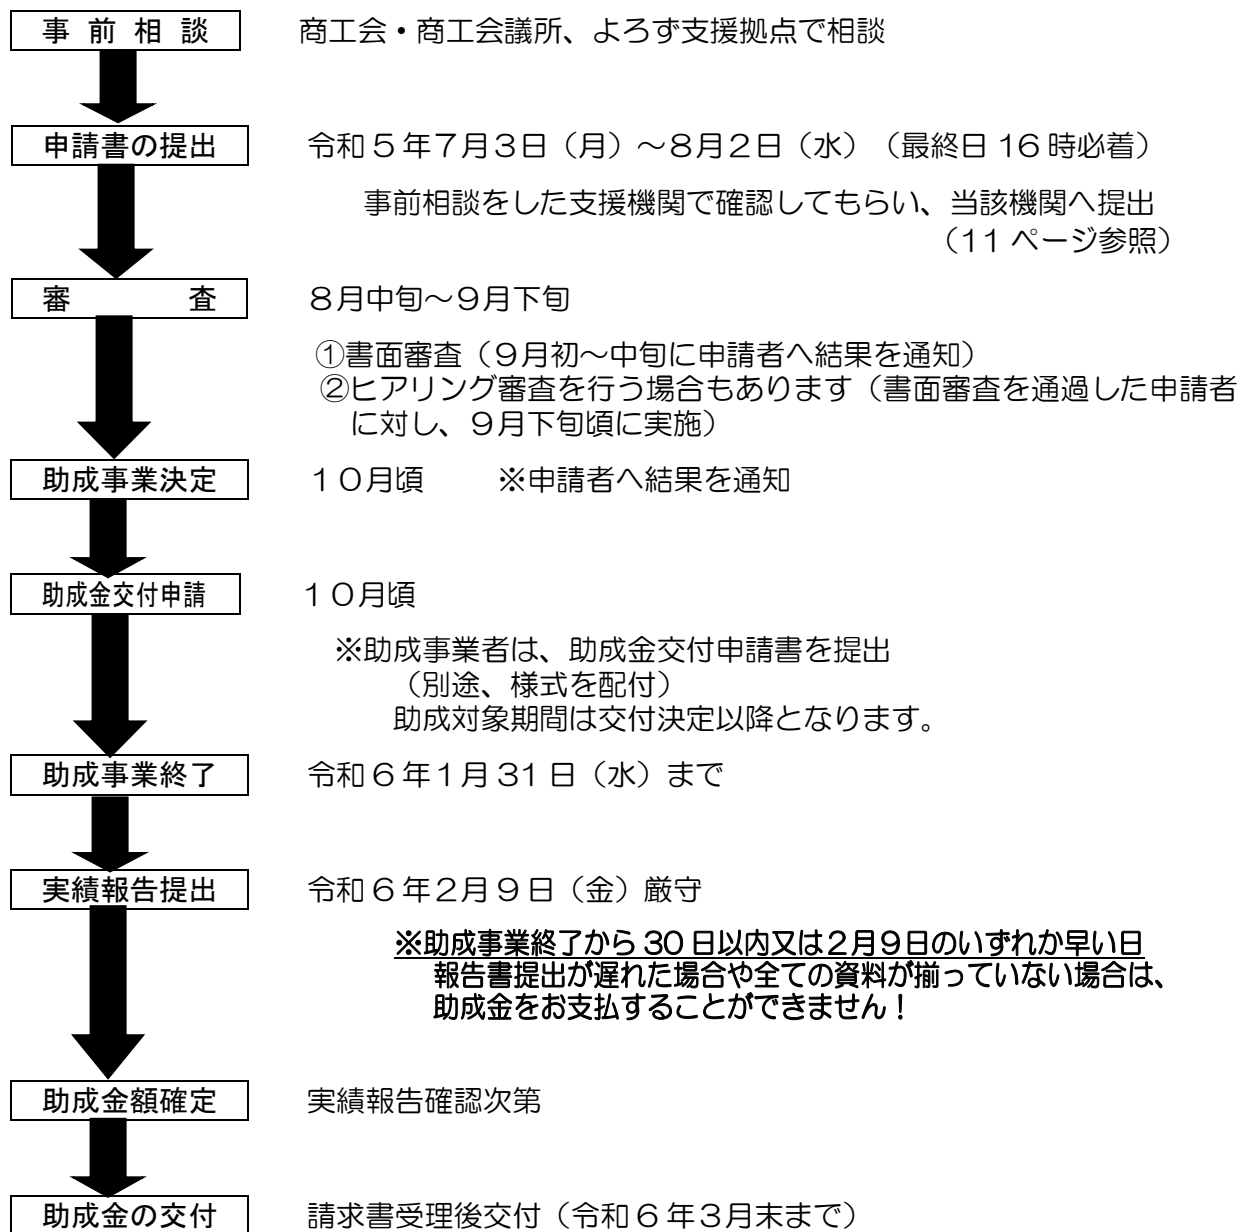 事前相談　商工会・商工会議所、よろず支援拠点で相談
申請書の提出　令和５年７月３日（月）～８月２日（水）（最終日16時必着）
事前相談をした支援機関で確認してもらい、当該機関へ提出
（11ページ参照）
審　査　８月中旬～９月下旬
①書面審査（９月初～中旬に申請者へ結果を通知）
②ヒアリング審査を行う場合もあります（書面審査を通過した申請者
に対し、９月下旬頃に実施）
助成事業決定　１０月頃　※申請者へ結果を通知
助成金交付申請　１０月頃
※助成事業者は、助成金交付申請書を提出
（別途、様式を配付）
助成対象期間は交付決定以降となります。
助成事業終了　令和６年１月31日（水）まで
実績報告提出　令和６年２月９日（金）厳守
※助成事業終了から30日以内又は２月９日のいずれか早い日
報告書提出が遅れた場合や全ての資料が揃っていない場合は、
助成金をお支払することができません！
助成金額確定　実績報告確認次第
助成金の交付　請求書受理後交付（令和６年３月末まで）